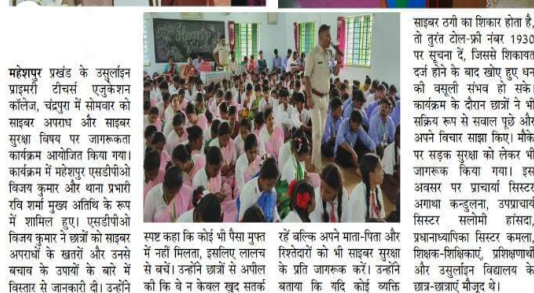 महेशपुर प्रखंड के उर्सुलाइन
प्राइमरी टीचर्स एजुकेशन
कॉलेज, चंद्रपुरा में सोमवार को
साइबर अपराध और साइबर
सुरक्षा विषय पर जागरूकता
कार्यक्रम आयोजित किया गया।
कार्यक्रम में महेशपुर एसडीपीओ
विजय कुमार और थाना प्रभारी
रवि शर्मा मुख्य अतिथि के रूप
में शामिल हुए। एसडीपीओ
विजय कुमार ने छात्रों को साइबर
अपराधों के खतरों और उनसे
बचाव के उपायों के बारे में
विस्तार से जानकारी दी। उन्होंने
स्पष्ट कहा कि कोई भी पैसा मुफ्त
में नहीं मिलता, इसलिए लालच
से बचें। उन्होंने छात्रों से अपील
की कि वे न केवल खुद सतर्क
रहें बल्कि अपने माता-पिता और
रिश्तेदारों को भी साइबर सुरक्षा
के प्रति जागरूक करें। उन्होंने
बताया कि यदि कोई व्यक्ति
साइबर ठगी का शिकार होता है,
तो तुरंत टोल-फ्री नंबर 1930
पर सूचना दें, जिससे शिकायत
दर्ज होने के बाद खोए हुए धन
की वसूली संभव हो सके।
कार्यक्रम के दौरान छात्रों ने भी
सक्रिय रूप से सवाल पूछे और
अपने विचार साझा किए। मौके
पर सड़क सुरक्षा को लेकर भी
जागरूक किया गया। इस
अवसर पर प्राचार्या सिस्टर
अगाथा कन्डुलना, उपप्राचार्य
सिस्टर सलोमी हांसदा,
प्रधानाध्यापिका सिस्टर कमला,
शिक्षक-शिक्षिकाएं, प्रशिक्षणार्थी
और उर्सुलाइन विद्यालय के
छात्र-छात्राएं मौजूद थे।